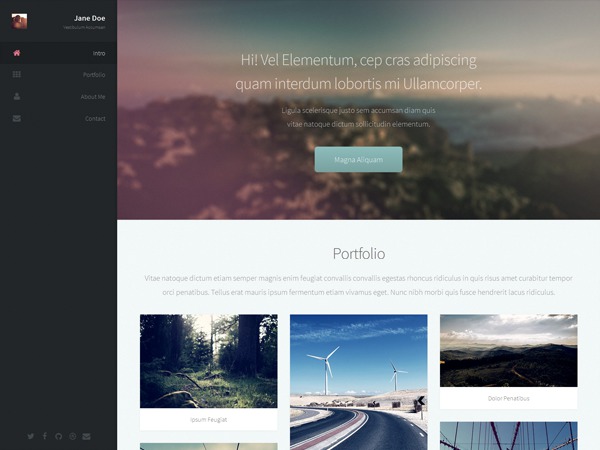 Jane Doe
Intro
Portfolio
About Me
Contact
Hi! Vel Elementum, cep cras adipiscing
quam interdum lobortis mi Ullamcorper.
Ligula scelerisque justo sem accumsan diam quis
vitae natoque dictum sollicitudin elementum.
Magna Aliquam
Portfolio
Vitae natoque dictum etiam semper magnis enim feugiat convallis convallis egestas rhoncus ridiculus in quis risus amet curabitur tempor
orci penatibus. Tellus erat mauris ipsum fermentum etiam vivamus eget. Nunc nibh morbi quis fusce hendrerit lacus ridiculus.
Ipsum Feugiat
Dolor Penatibus